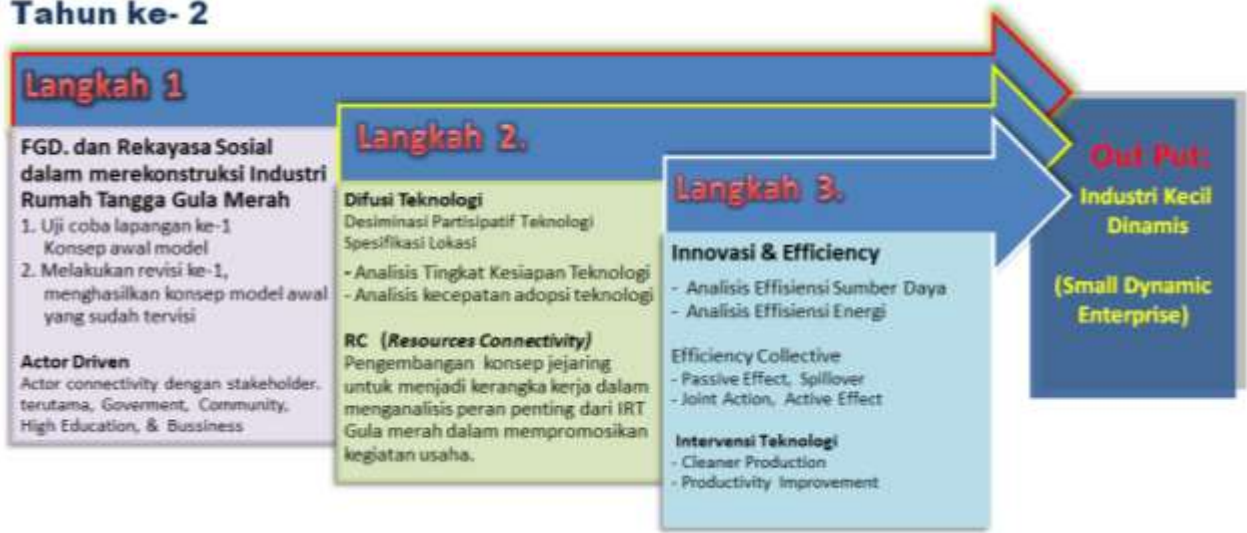 Tahun ke- 2
Langkah 1
FGD. dan Rekayasa Sosial
dalam merekonstruksi Industri
Rumah Tangga Gula Merah
1. Uji coba lapangan ke-1
Konsep awal model
2. Melakukan revisi ke-1,
menghasilkan konsep model awal
yang sudah tervisi
Actor Driven
Actor connectivity dengan stakeholder.
terutama, Goverment, Community,
High Education, & Bussiness
Langkah 2.
Difusi Teknologi
Desiminasi Partisipatif Teknologi
Spesifikasi Lokasi
- Analisis Tingkat Kesiapan Teknologi
- Analisis kecepatan adopsi teknologi
RC (Resources Connectivity)
Pengembangan konsep jejaring
untuk menjadi kerangka kerja dalam
menganalisis peran penting dari IRT
Gula merah dalam mempromosikan
kegiatan usaha.
Langkah 3.
Innovasi & Efficiency
- Analisis Effisiensi Sumber Daya
- Analisis Effisiensi Energi
Efficiency Collective
- Passive Effect, Spillover
- Joint Action, Active Effect
Intervensi Teknologi
- Cleaner Production
- Productivity Improvement
Out Put:
Industri Kecil
Dinamis
(Small Dynamic
Enterprise)